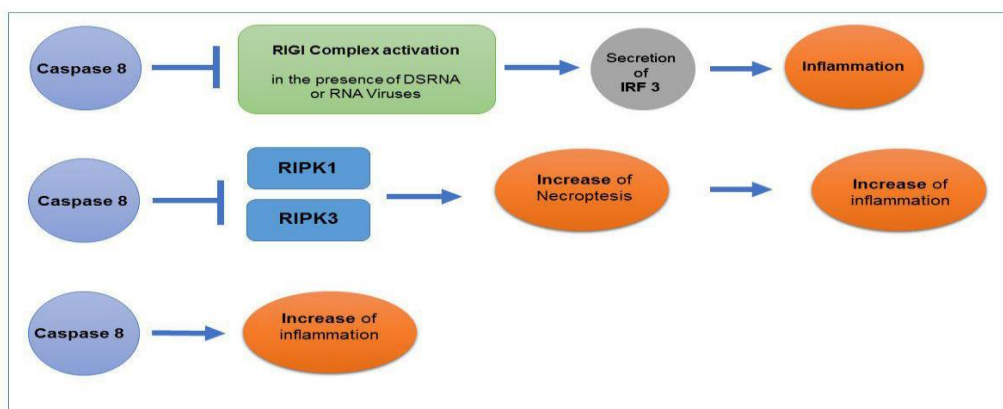 Caspase 8
RIGI Complex activation
in the presence of DSRNA
or RNA Viruses
Secretion
of
IRF 3
Inflammation
Caspase 8
RIPK1
RIPK3
Increase of
Necroptesis
Increase of
inflammation
Caspase 8
Increase of
inflammation